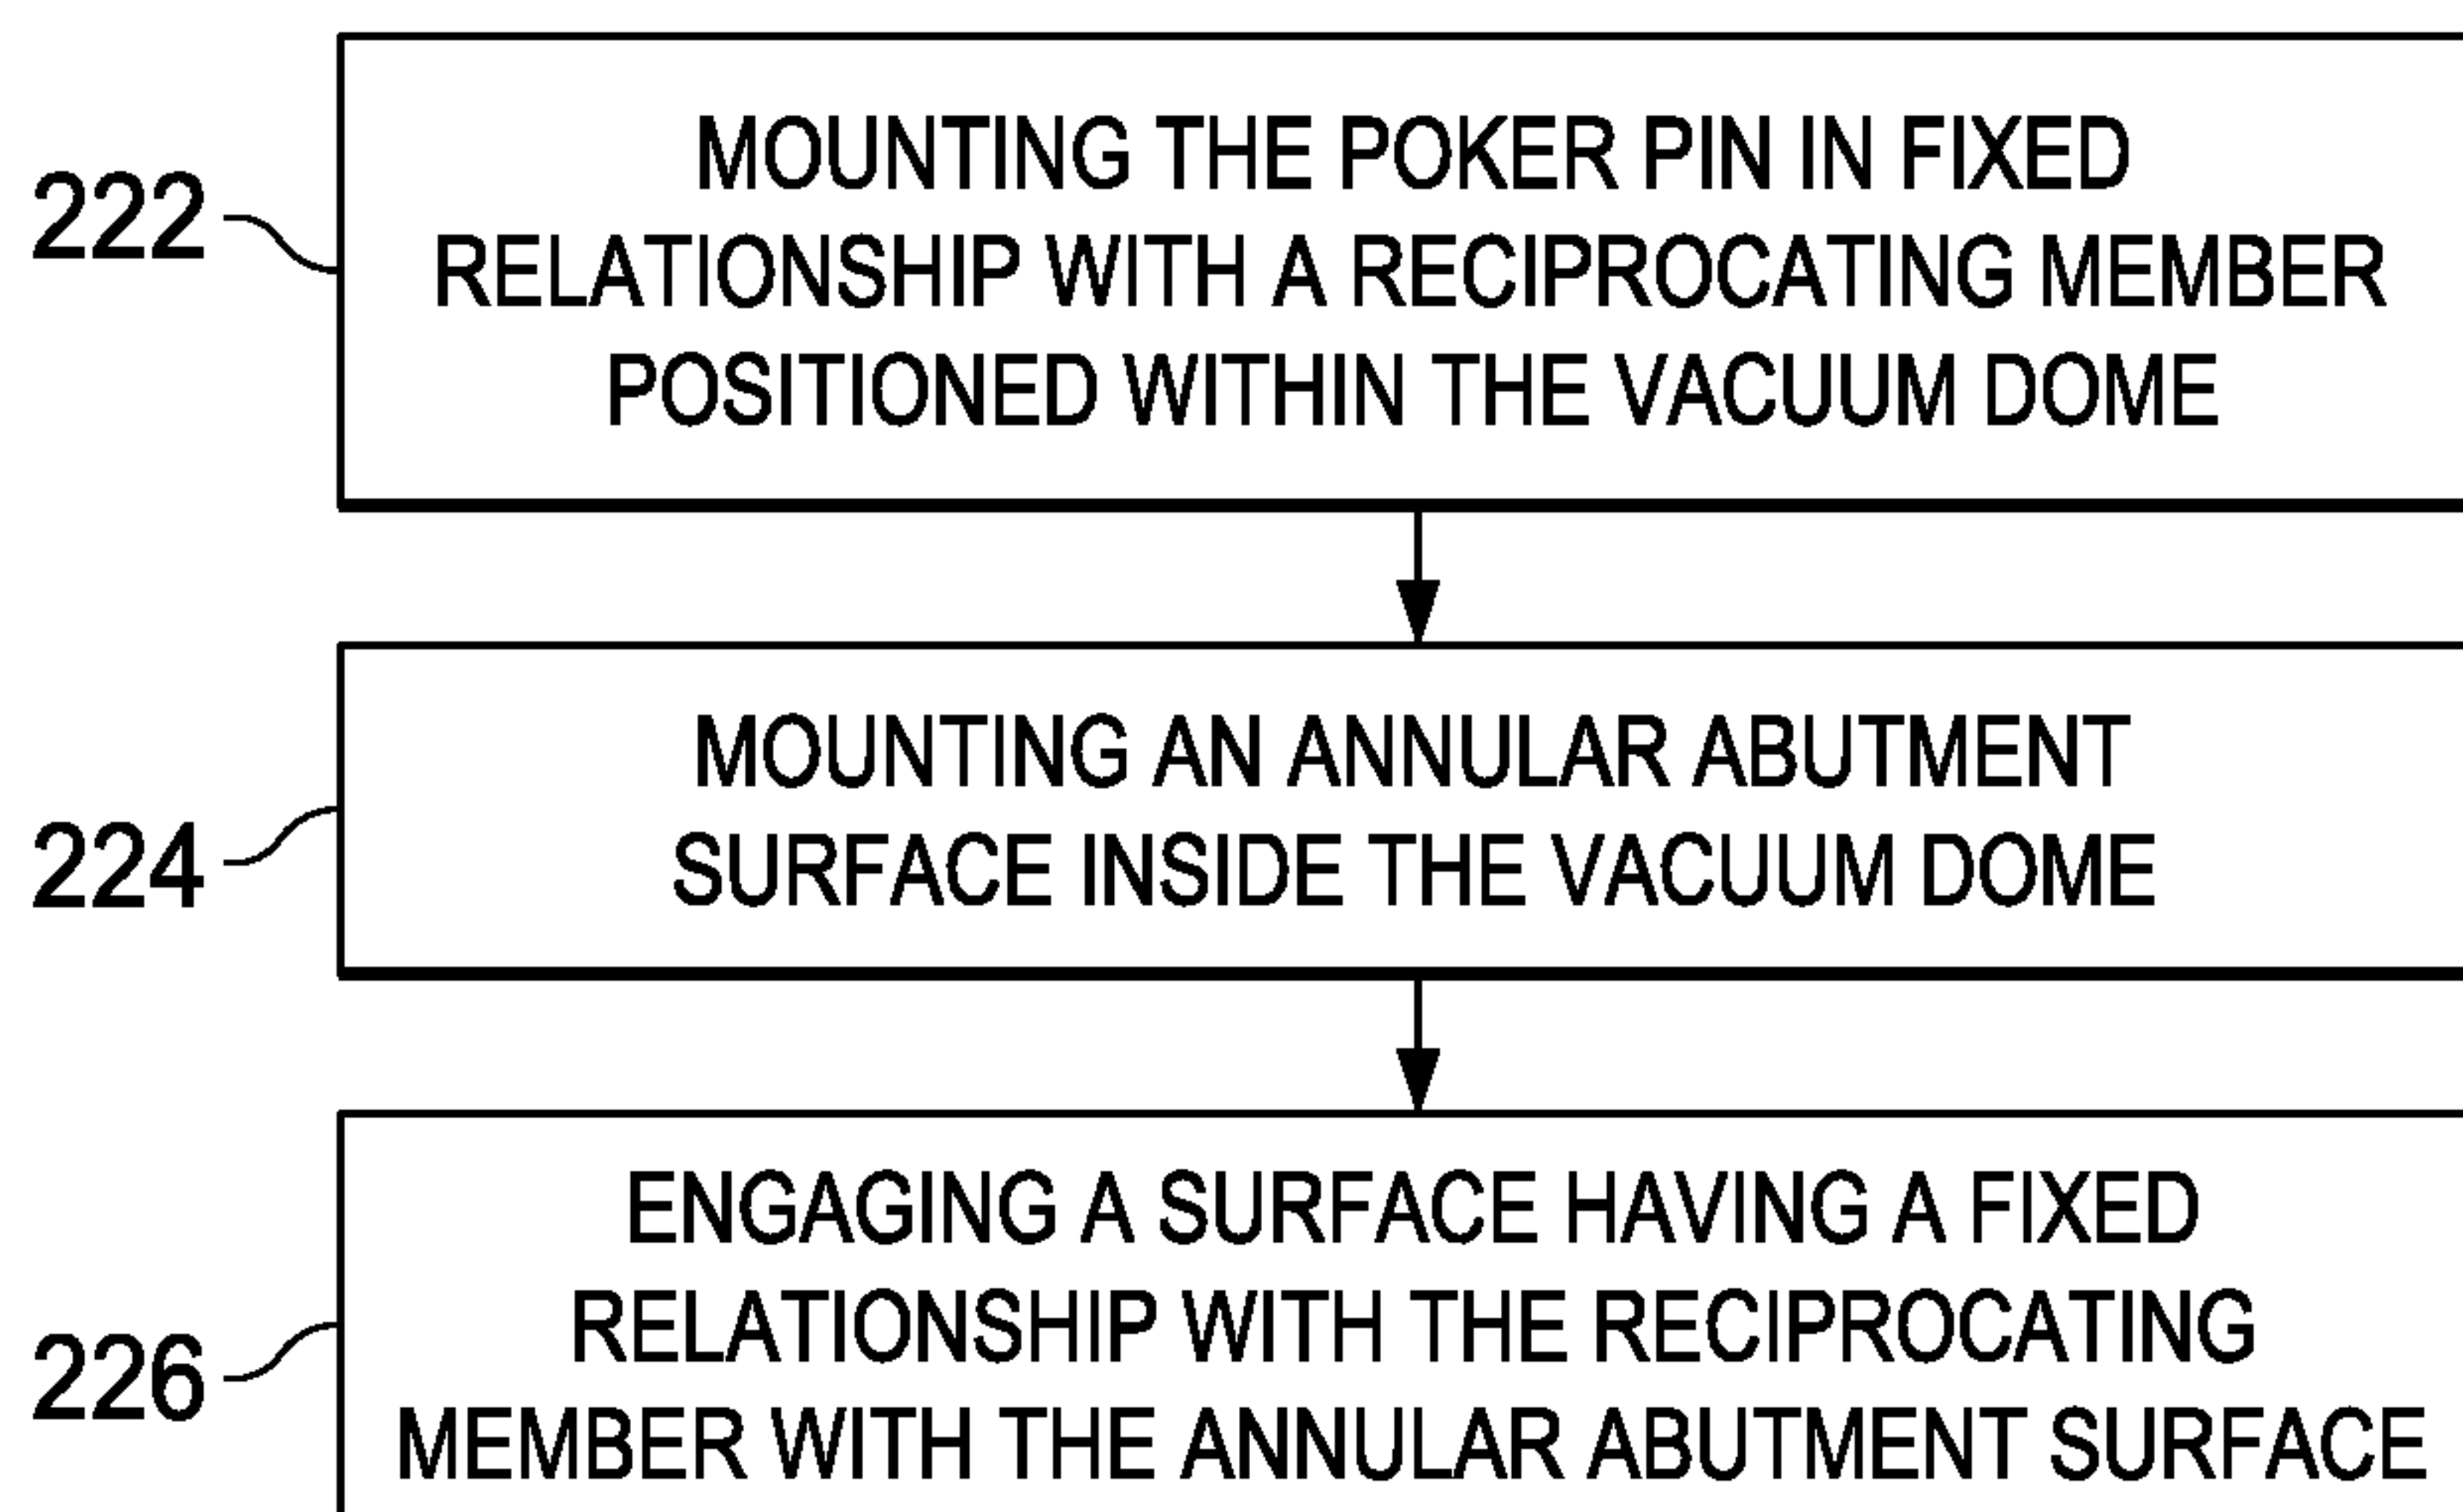 222
MOUNTING THE POKER PIN IN FIXED
RELATIONSHIP WITH A RECIPROCATING MEMBER
POSITIONED WITHIN THE VACUUM DOME
224
MOUNTING AN ANNULAR ABUTMENT
SURFACE INSIDE THE VACUUM DOME
226
ENGAGING A SURFACE HAVING A FIXED
RELATIONSHIP WITH THE RECIPROCATING
MEMBER WITH THE ANNULAR ABUTMENT SURFACE